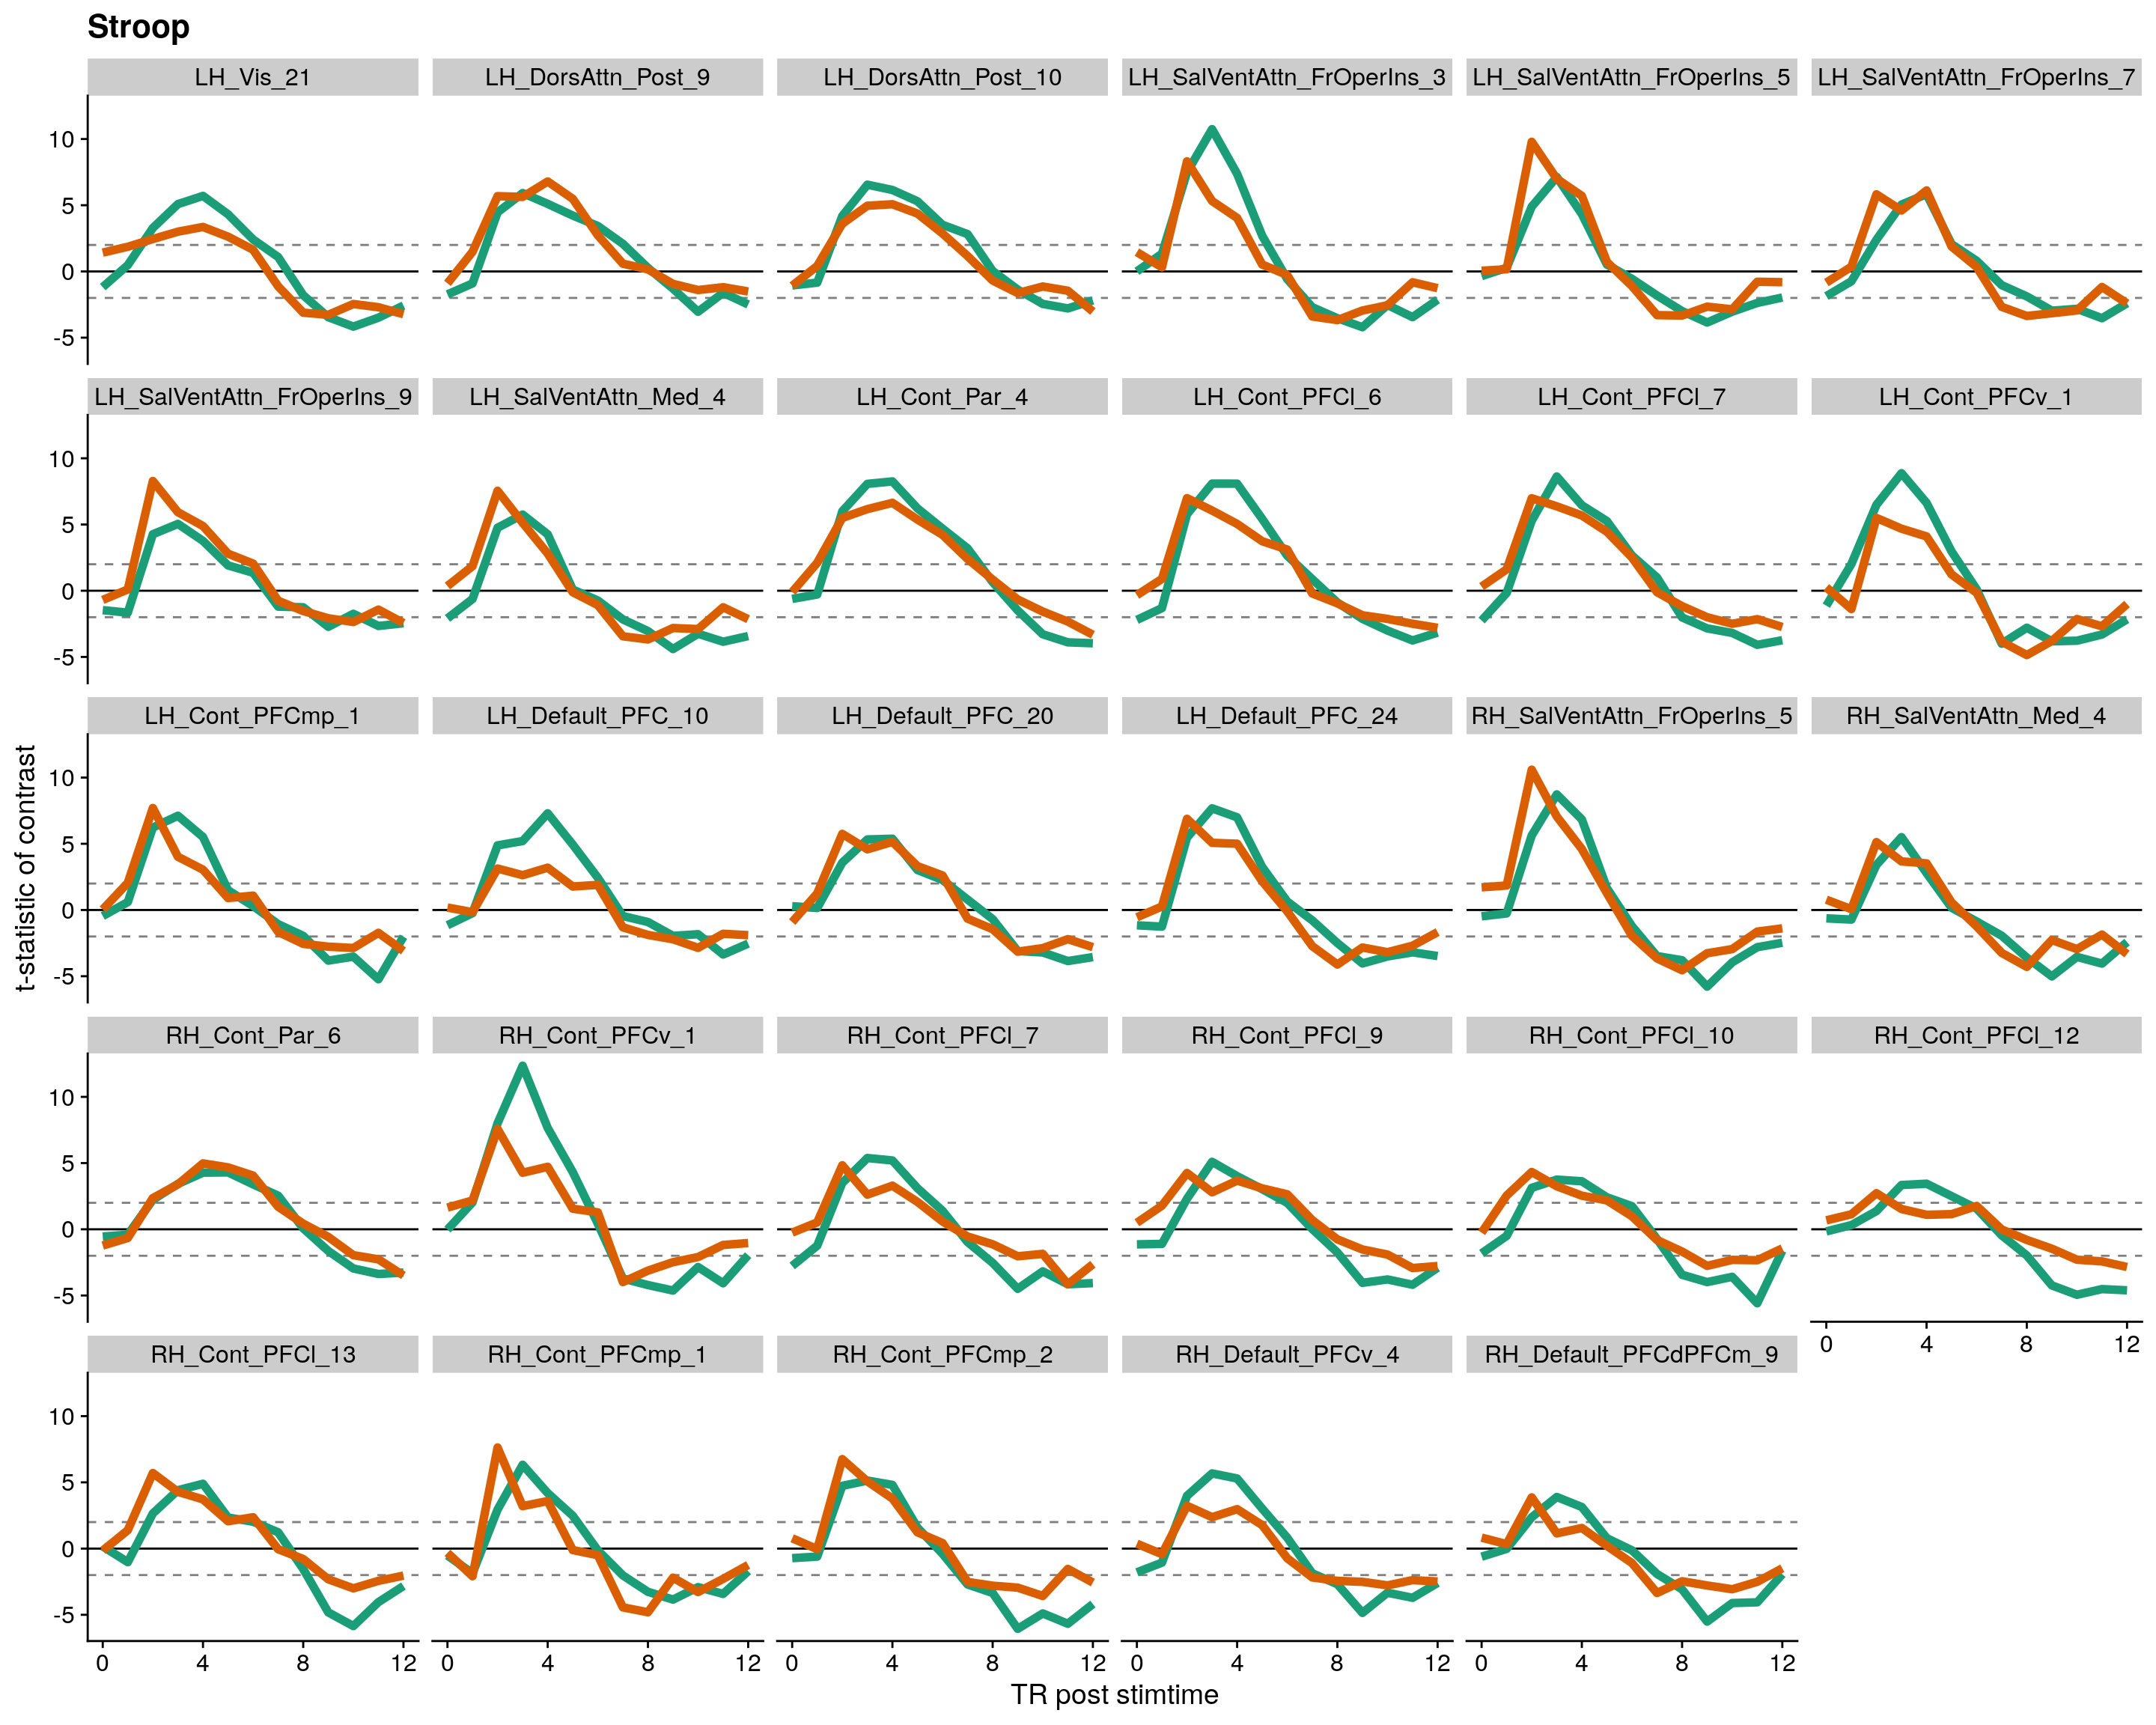 Stroop
LH_Vis_21 LH_DorsAttn_Post_9 LH_DorsAttn_Post_10 LH_SalVentAttn_FrOperIns_3 LH_SalVentAttn_FrOperIns_5 LH_SalVentAttn_FrOperIns_7
10
5
0
-5
LH_SalVentAttn_FrOperIns_9 LH_SalVentAttn_Med_4 LH_Cont_Par_4 LH_Cont_PFCl_6 LH_Cont_PFCl_7 LH_Cont_PFCv_1
10
5
0
-5
LH_Cont_PFCmp_1 LH_Default_PFC_10 LH_Default_PFC_20 LH_Default_PFC_24 RH_SalVentAttn_FrOperIns_5 RH_SalVentAttn_Med_4
t-statistic of contrast
10
5
0
-5
RH_Cont_Par_6 RH_Cont_PFCv_1 RH_Cont_PFCl_7 RH_Cont_PFCl_9 RH_Cont_PFCl_10 RH_Cont_PFCl_12
10
5
0
-5
0 4 8 12
RH_Cont_PFCl_13 RH_Cont_PFCmp_1 RH_Cont_PFCmp_2 RH_Default_PFCv_4 RH_Default_PFCdPFCm_9
10
5
0
-5
0 4 8 12 0 4 8 12 0 4 8 12 0 4 8 12 0 4 8 12
TR post stimtime